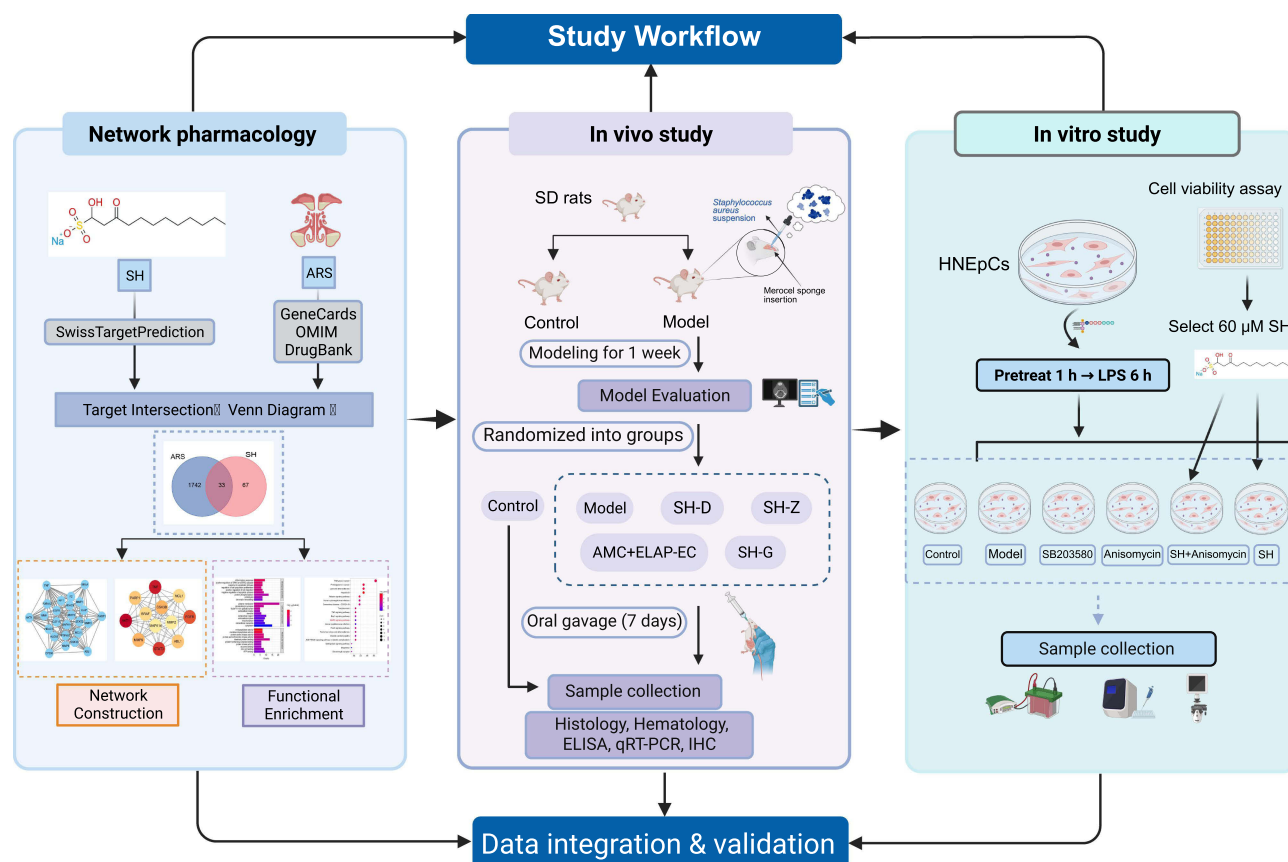 Study Workflow
Network pharmacology
OH
O
O
S
O
O
Na
SH
ARS
SwissTargetPrediction
GeneCards
OMIM
DrugBank
Target Intersection Venn Diagram
ARS
SH
1742
33
67
Network
Construction
Functional
Enrichment
In vivo study
SD rats
Staphylococcus
aureus
suspension
Merocel sponge
insertion
Control
Model
Modeling for 1 week
Model Evaluation
Randomized into groups
Control
Model
SH-D
SH-Z
AMC+ELAP-EC
SH-G
Oral gavage (7 days)
Sample collection
Histology, Hematology,
ELISA, qRT-PCR, IHC
In vitro study
Cell viability assay
HNEpCs
Select 60 μM SH
OH
O
Na
Pretreat 1 h → LPS 6 h
Control
Model
SB203580
Anisomycin
SH+Anisomycin
SH
Sample collection
Data integration & validation